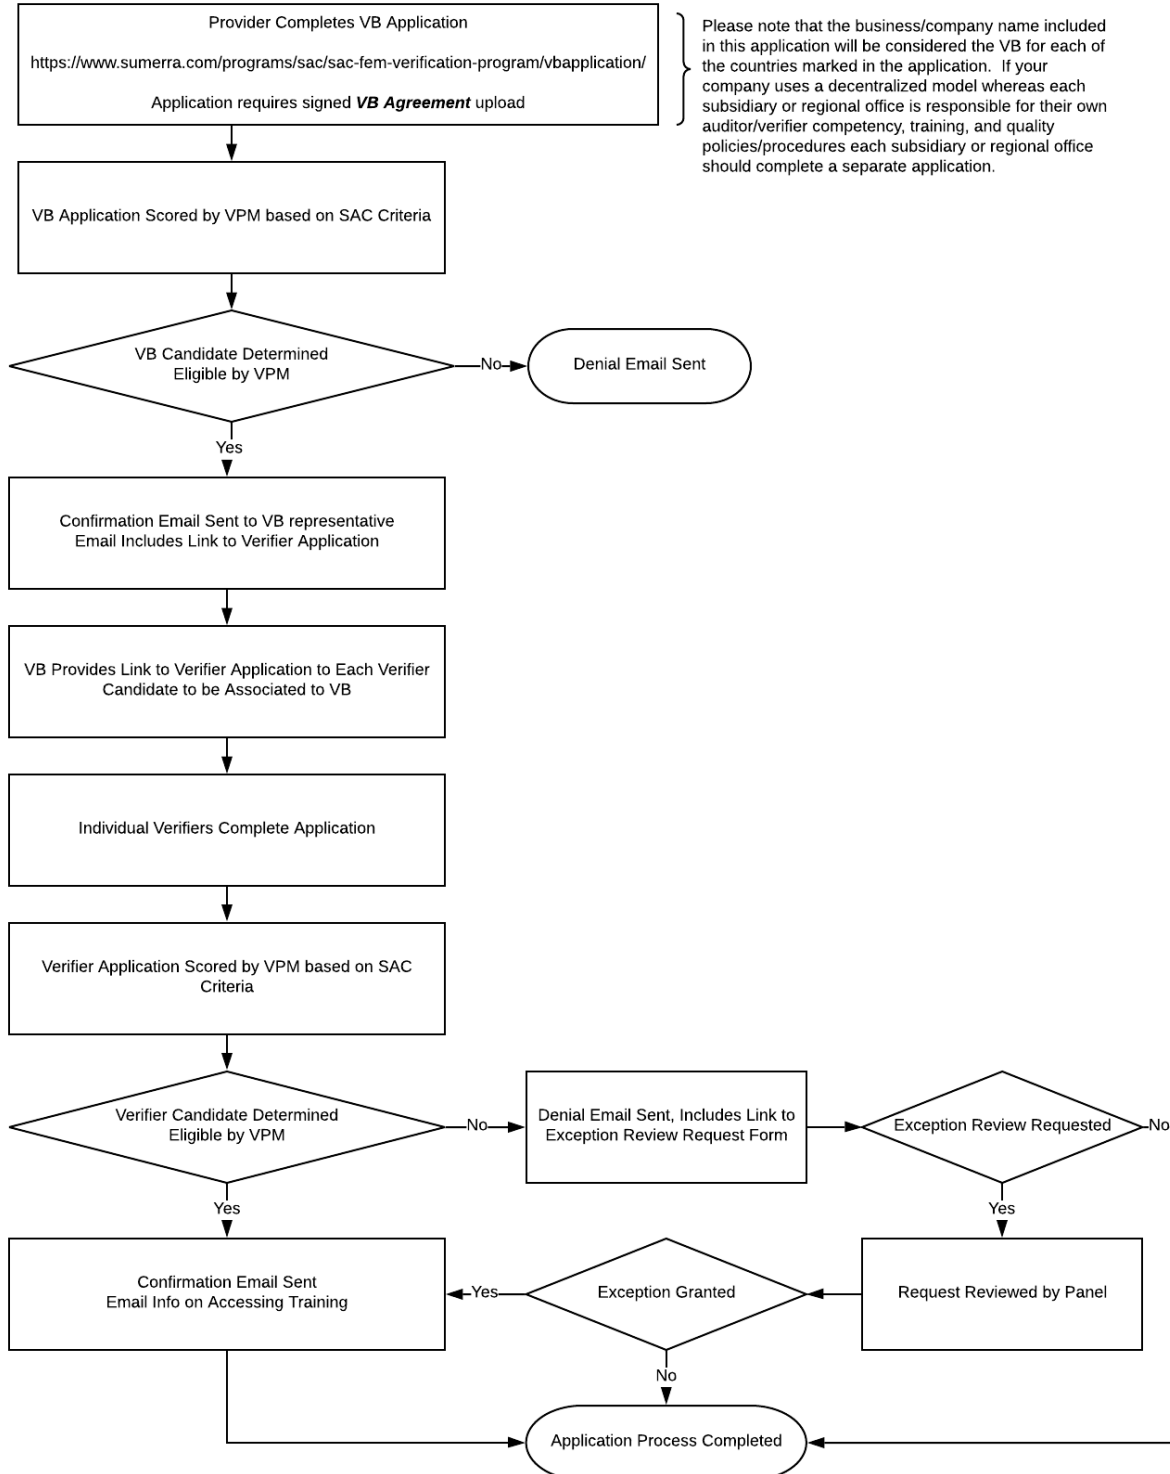 Provider Completes VB Application
https://www.sumerra.com/programs/sac/sac-fem-verification-program/vbapplication/
Application requires signed VB Agreement upload
Please note that the business/company name included
in this application will be considered the VB for each of
the countries marked in the application.  If your
company uses a decentralized model whereas each
subsidiary or regional office is responsible for their own
auditor/verifier competency, training, and quality
policies/procedures each subsidiary or regional office
should complete a separate application.
VB Application Scored by VPM based on SAC Criteria
VB Candidate Determined
Eligible by VPM
No
Denial Email Sent
Yes
Confirmation Email Sent to VB representative
Email Includes Link to Verifier Application
VB Provides Link to Verifier Application to Each Verifier
Candidate to be Associated to VB
Individual Verifiers Complete Application
Verifier Application Scored by VPM based on SAC
Criteria
Verifier Candidate Determined
Eligible by VPM
No
Denial Email Sent, Includes Link to
Exception Review Request Form
Exception Review Requested
No
Yes
Yes
Confirmation Email Sent
Email Info on Accessing Training
Yes
Exception Granted
Request Reviewed by Panel
No
Application Process Completed